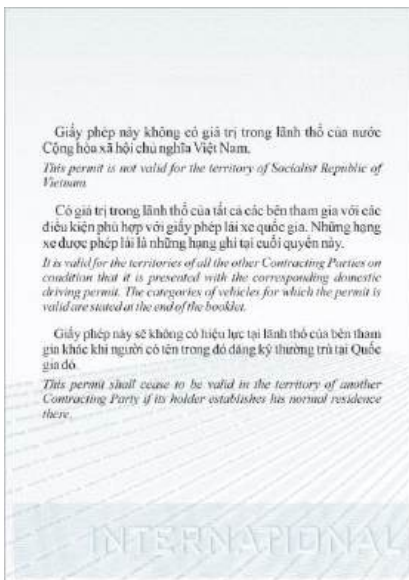 Giấy phép này không có giá trị trong lãnh thổ của nước
Cộng hòa xã hội chủ nghĩa Việt Nam.
This permit is not valid for the territory of Socialist Republic of
Vietnam
Có giá trị trong lãnh thổ của tất cả các bên tham gia với các
điều kiện phù hợp với giấy phép lái xe quốc gia. Những hạng
xe được phép lái là những hạng ghi tại cuối quyển này.
It is valid for the territories of all the other Contracting Parties on
condition that it is presented with the corresponding domestic
driving permit. The categories of vehicles for which the permit is
valid are stated at the end of the booklet.
Giấy phép này sẽ không có hiệu lực tại lãnh thổ của bên tham
gia khác khi người có tên trong đó đăng ký thường trú tại Quốc
gia đó.
This permit shall cease to be valid in the territory of another
Contracting Party if its holder establishes his normal residence
there.
INTERNATIONAL